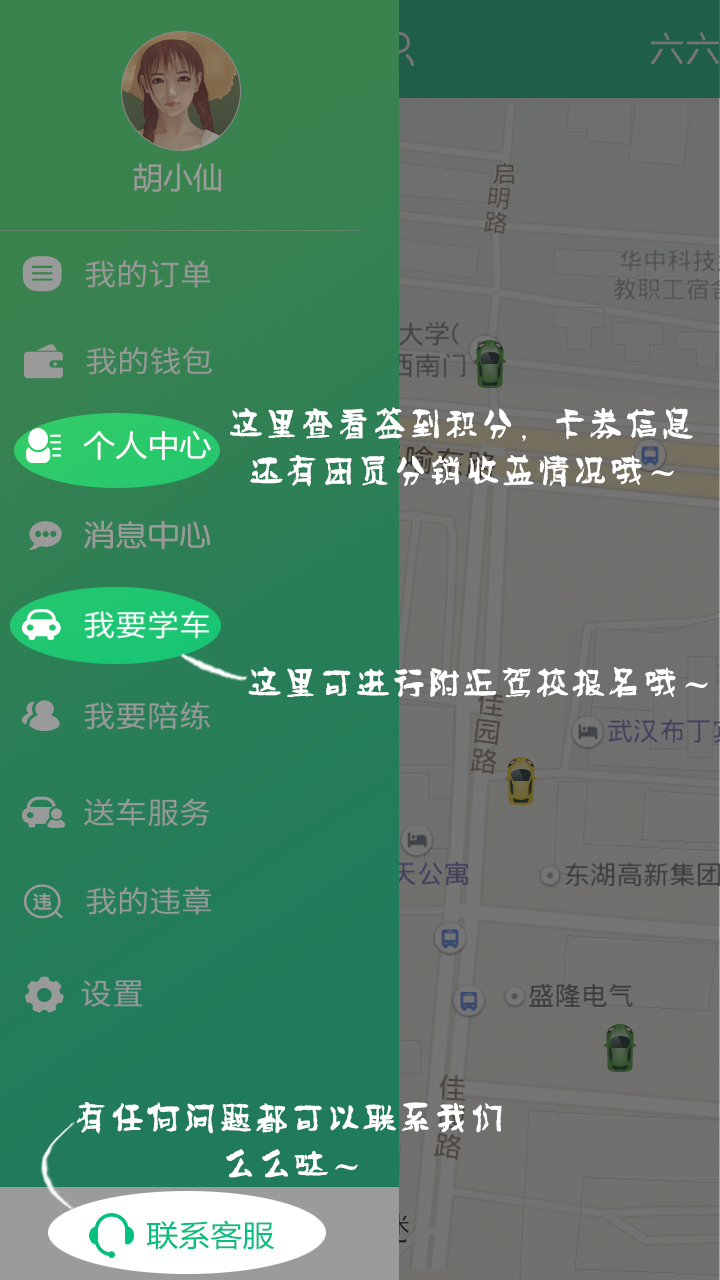 六六
胡小仙
启明路
我的订单
华中科技
教职工宿舍
大学(
西南门
我的钱包
这里查看签到积分，卡券信息
个人中心
还有团员分销收益情况哦～
消息中心
我要学车
这里可进行附近驾校报名哦～
佳园路
我要陪练
武汉布丁
送车服务
天公寓
东湖高新集团
违
我的违章
设置
盛隆电气
有任何问题都可以联系我们
么么哒～
佳
路
联系客服